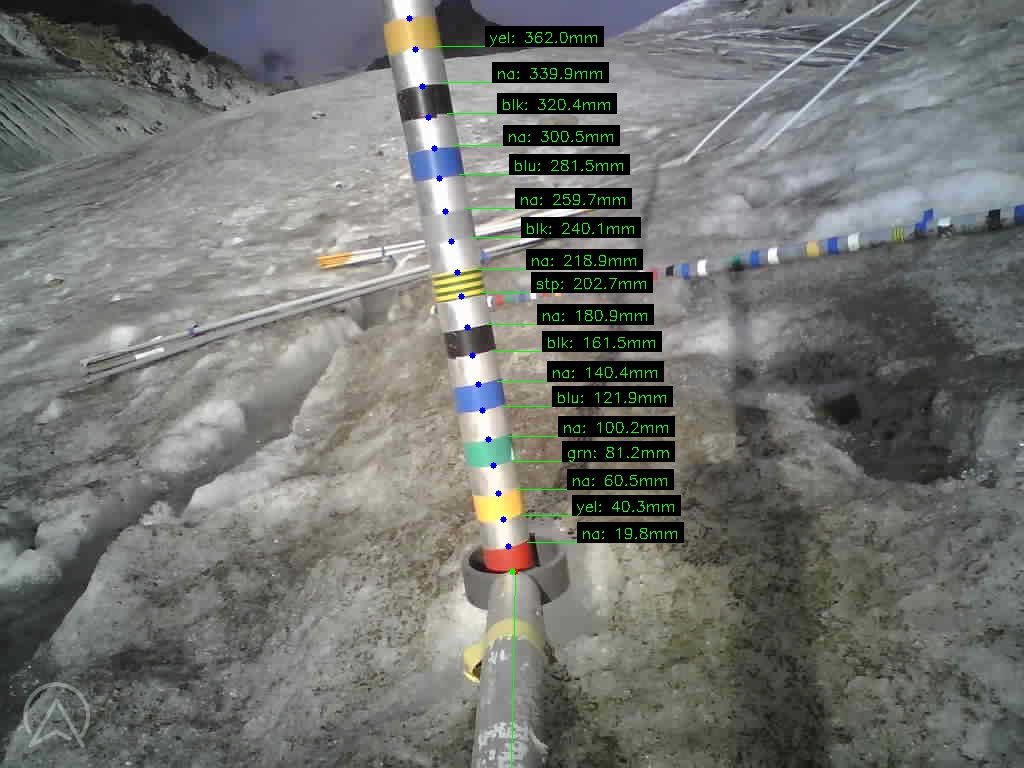 yel: 362.0mm
na: 339.9mm
blk: 320.4mm
na: 300.5mm
blu: 281.5mm
na: 259.7mm
blk: 240.1mm
na: 218.9mm
stp: 202.7mm
na: 180.9mm
blk: 161.5mm
na: 140.4mm
blu: 121.9mm
na: 100.2mm
grn: 81.2mm
na: 60.5mm
yel: 40.3mm
na: 19.8mm